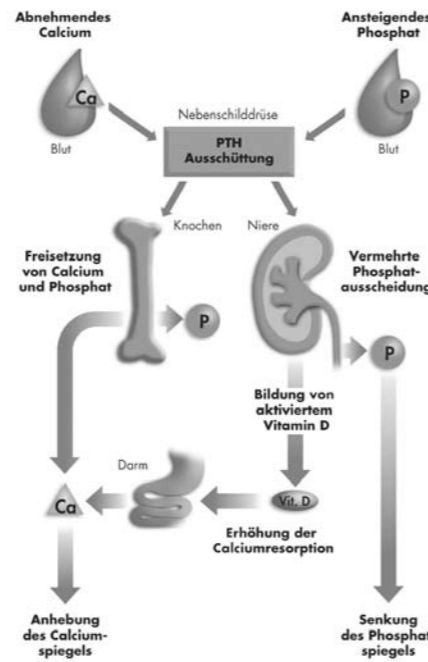 Abnehmendes
Calcium
Ansteigendes
Phosphat
Ca
P
Blut
Blut
Nebenschilddrüse
PTH
Ausschüttung
Knochen
Niere
Freisetzung
von Calcium
und Phosphat
Vermehrte
Phosphat-
ausscheidung
P
P
Bildung von
aktiviertem
Vitamin D
Darm
Ca
Vit. D
Erhöhung der
Calciumresorption
Anhebung
des Calcium-
spiegels
Senkung
des Phosphat
spiegels